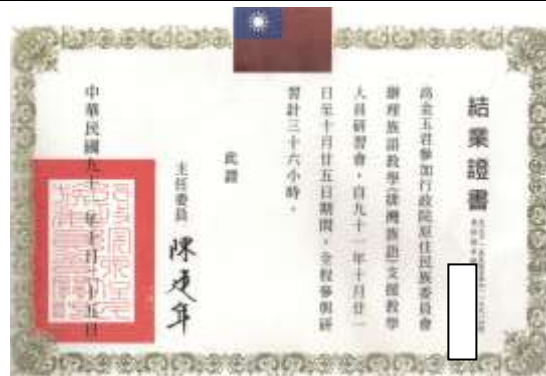 結業證書
高金玉君參加行政院原住民族委員會
辦理族語教學(排灣族語)支援教學
人員研習會，自九十一年十月廿一
日至十月廿五日期間，全程參與研
習計三十六小時。
此證
主任委員 陳建年
中華民國九十一年十月二十五日